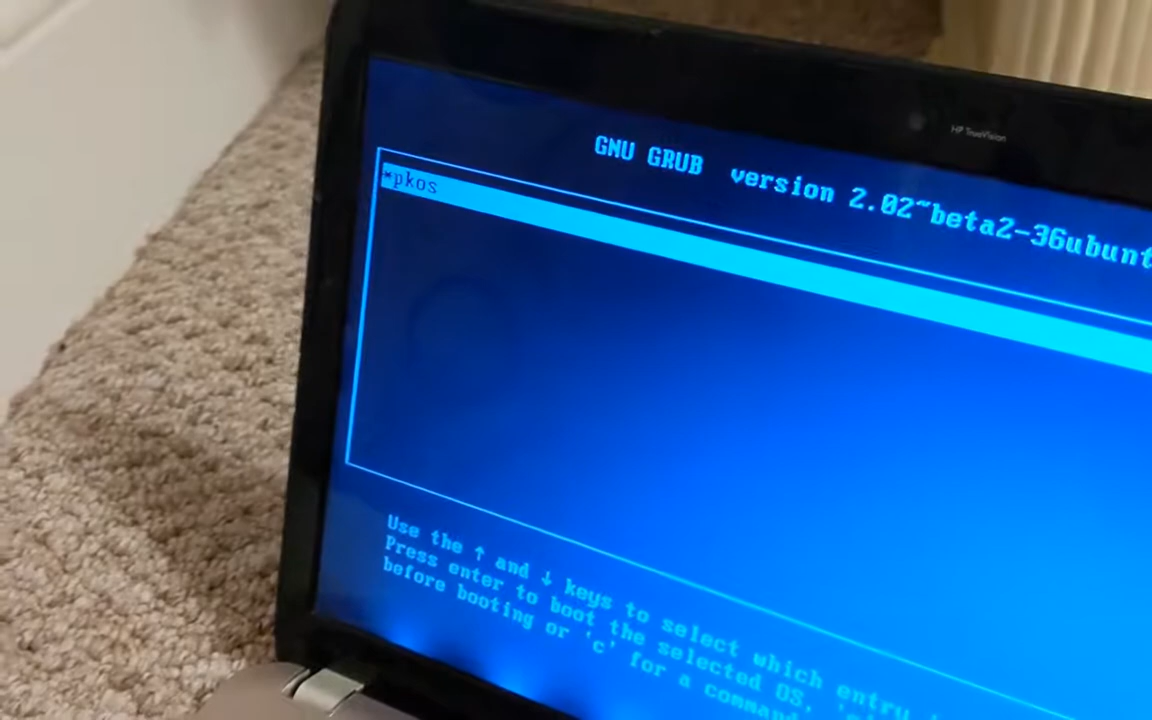 HP TrueVision
GNU GRUB version 2.02~beta2-36ubunt
*pkos
Use the ↑ and ↓ keys to select which entry
Press enter to boot the selected OS,
before booting or 'c' for a command